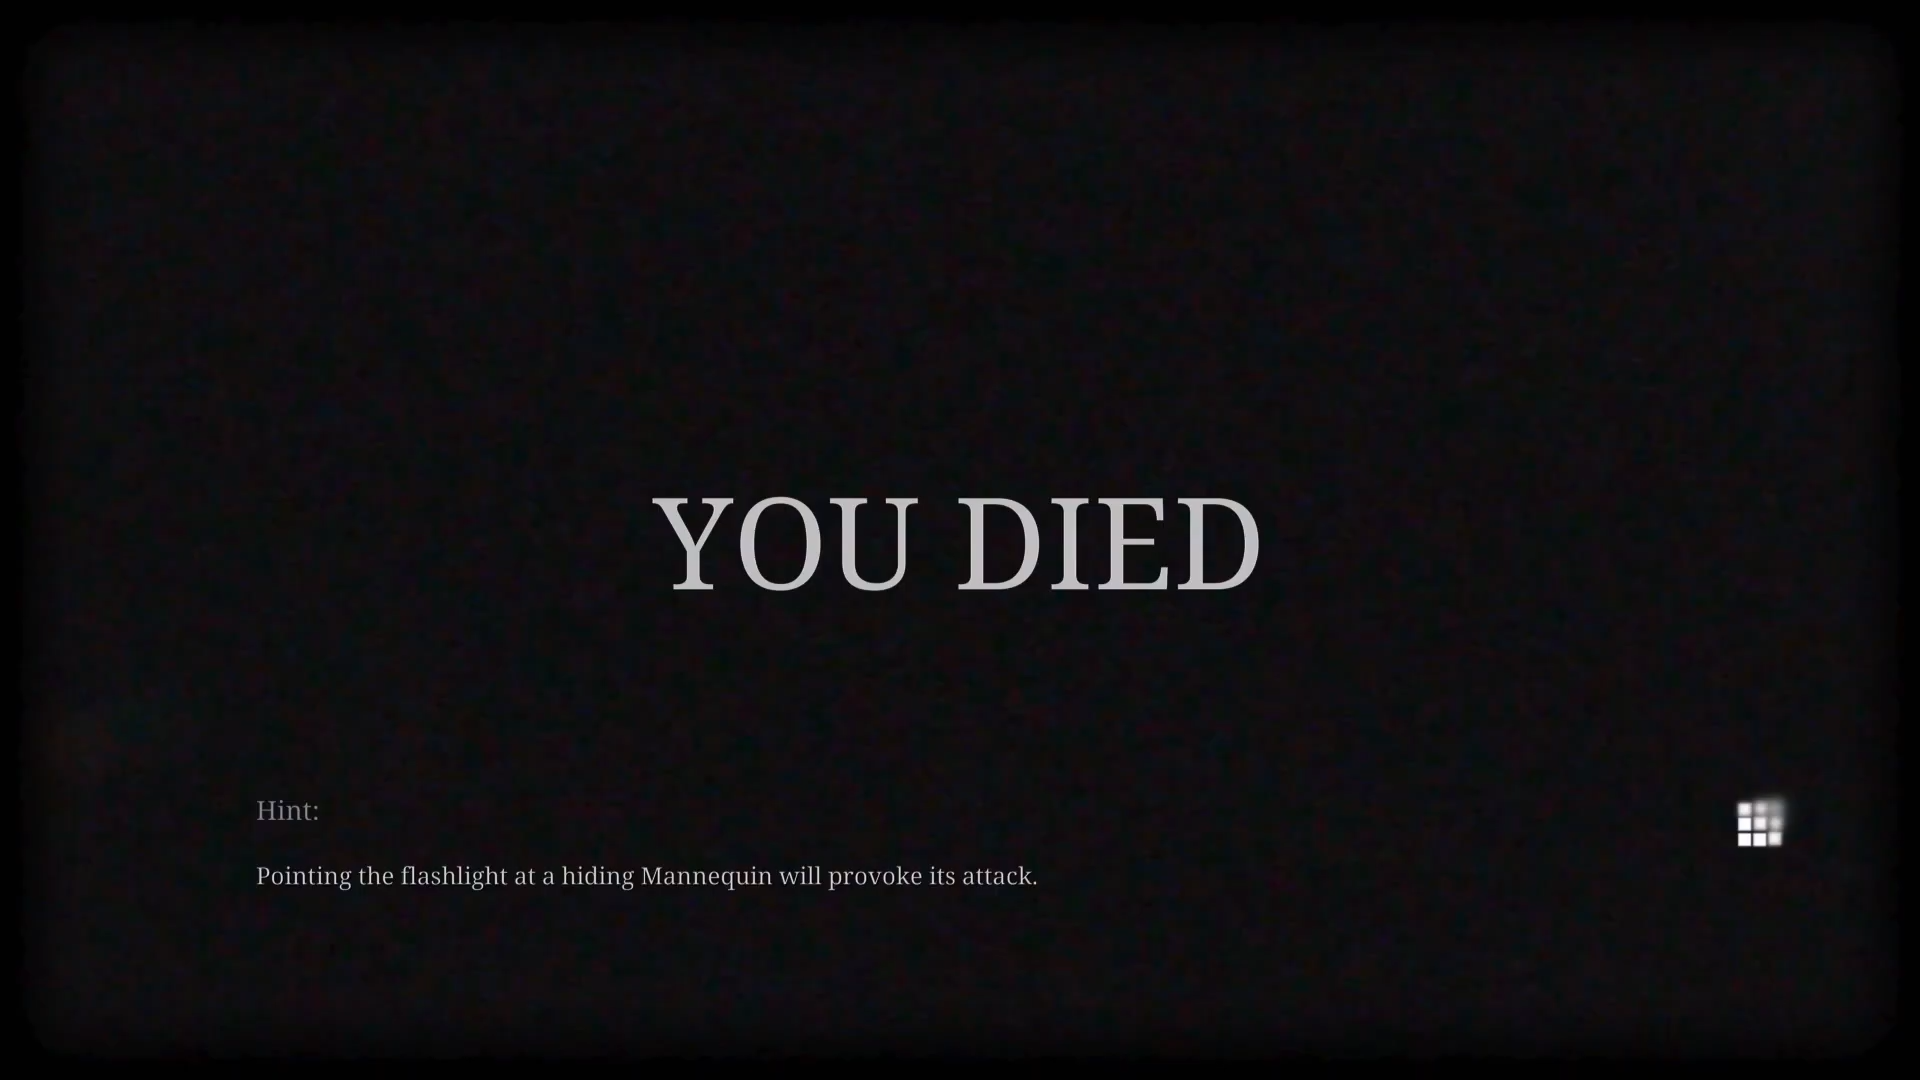 YOU DIED
Hint:
Pointing the flashlight at a hiding Mannequin will provoke its attack.